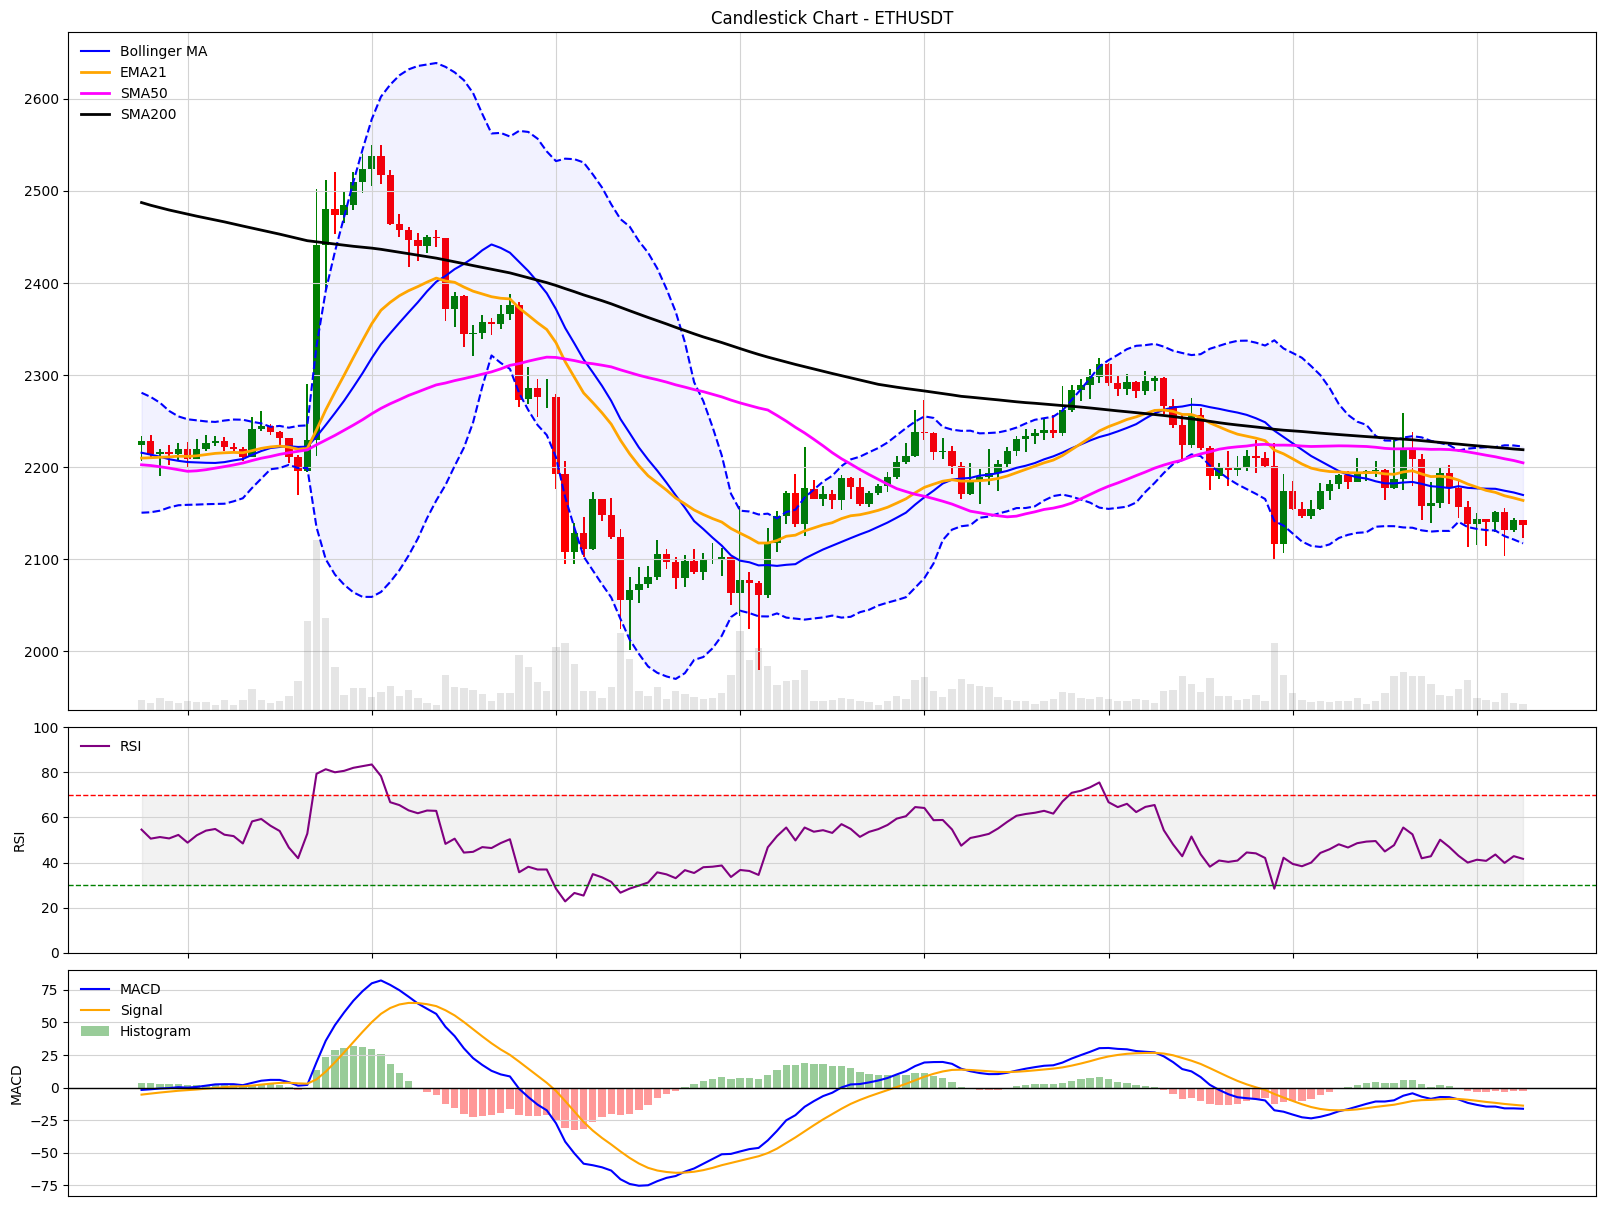 Candlestick Chart - ETHUSDT
Bollinger MA
EMA21
SMA50
SMA200
2600
2500
2400
2300
2200
2100
2000
RSI
100
80
60
40
20
0
RSI
MACD
Signal
Histogram
75
50
25
0
−25
−50
−75
MACD